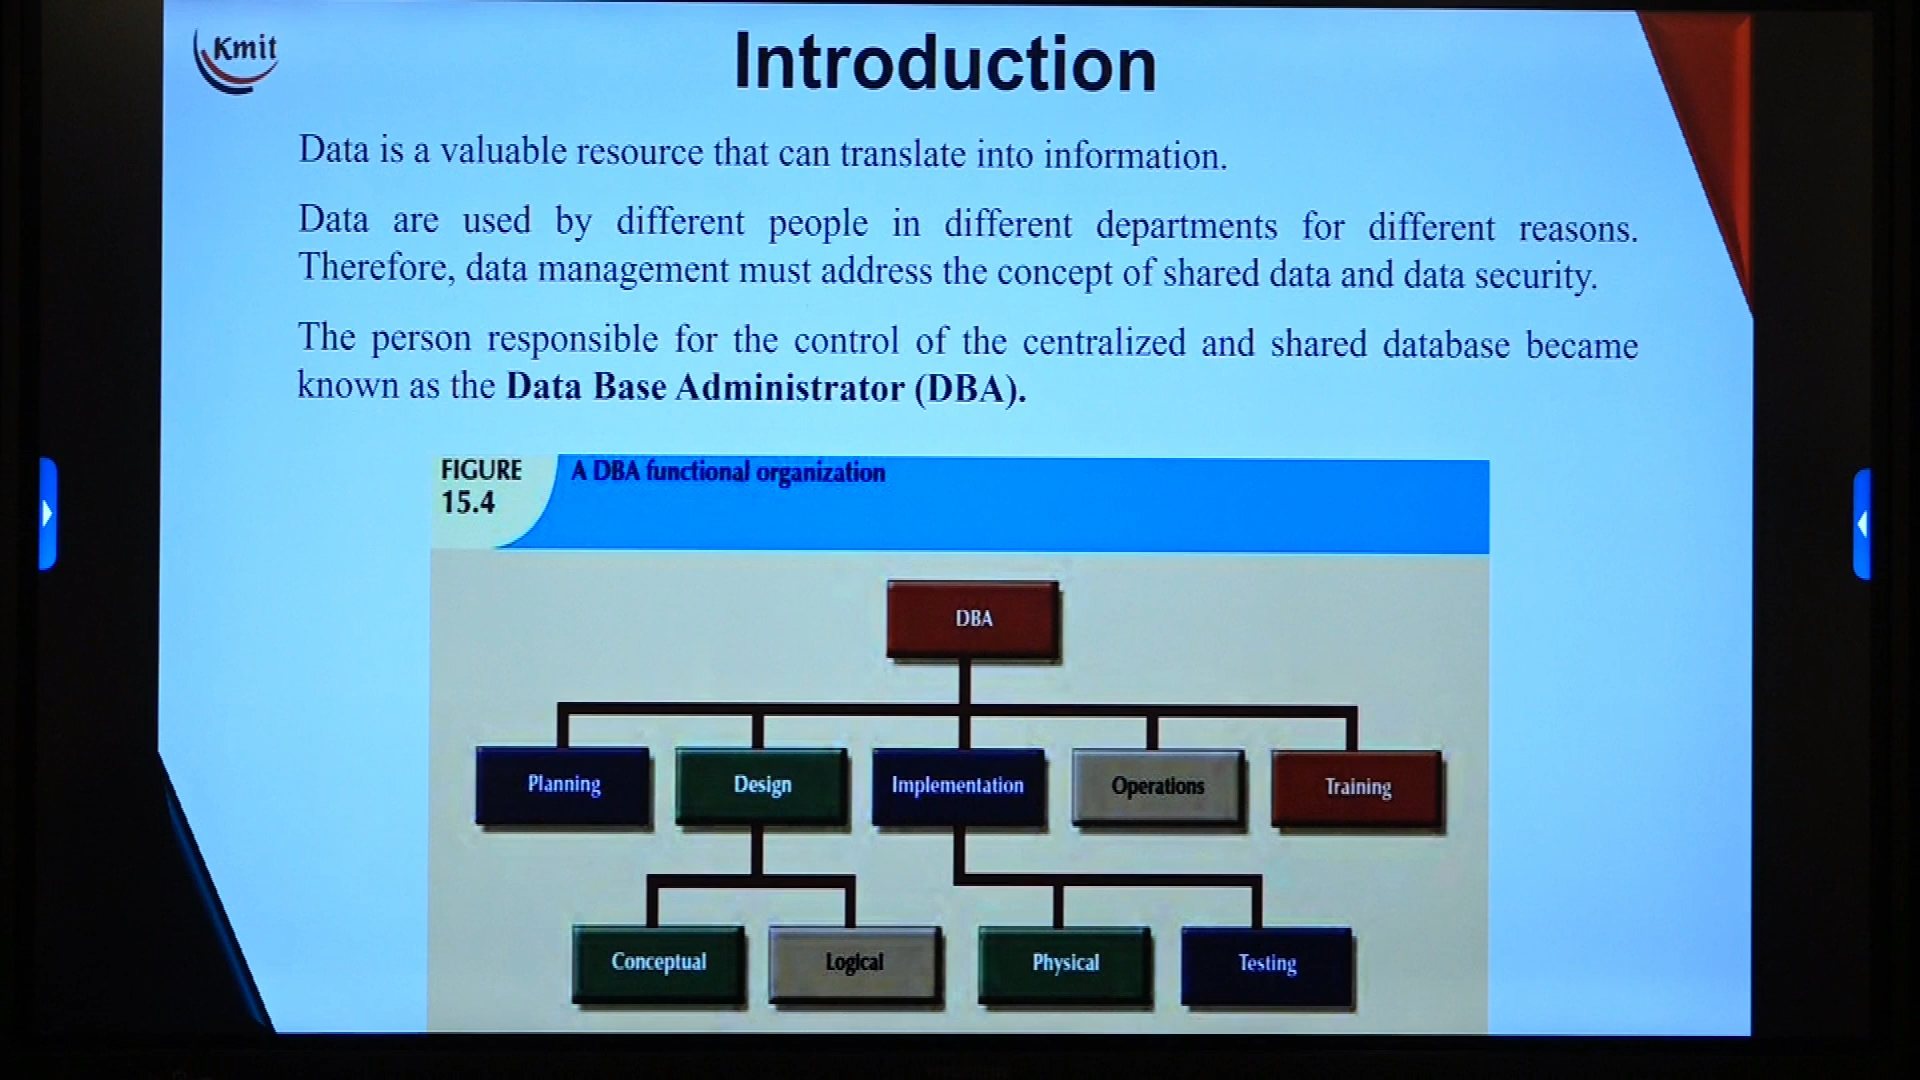 Kmit
Introduction
Data is a valuable resource that can translate into information.
Data are used by different people in different departments for different reasons.
Therefore, data management must address the concept of shared data and data security.
The person responsible for the control of the centralized and shared database became
known as the Data Base Administrator (DBA).
FIGURE
15.4
A DBA functional organization
DBA
Planning
Design
Implementation
Operations
Training
Conceptual
Logical
Physical
Testing